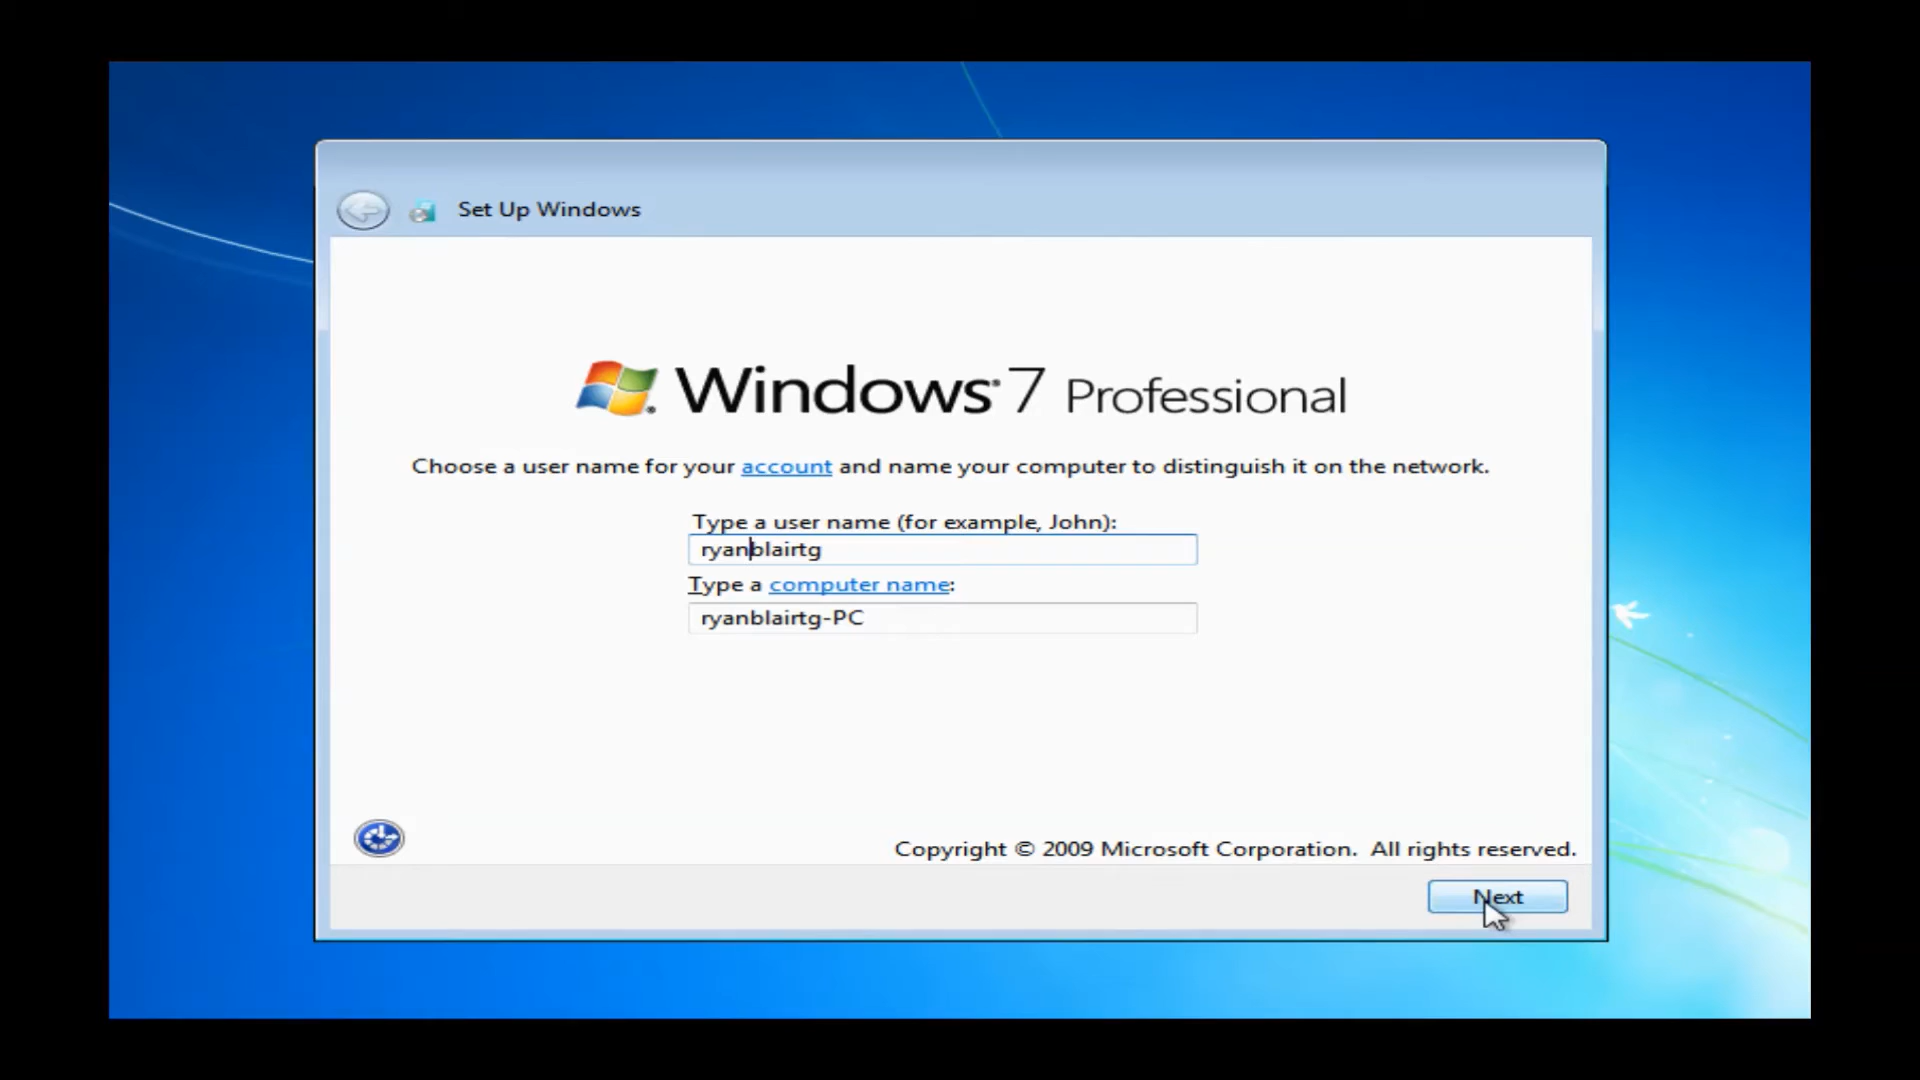 Set Up Windows
Windows® 7 Professional
Choose a user name for your account and name your computer to distinguish it on the network.
Type a user name (for example, John):
ryanblairtg
Type a computer name:
ryanblairtg-PC
Copyright © 2009 Microsoft Corporation.  All rights reserved.
Next